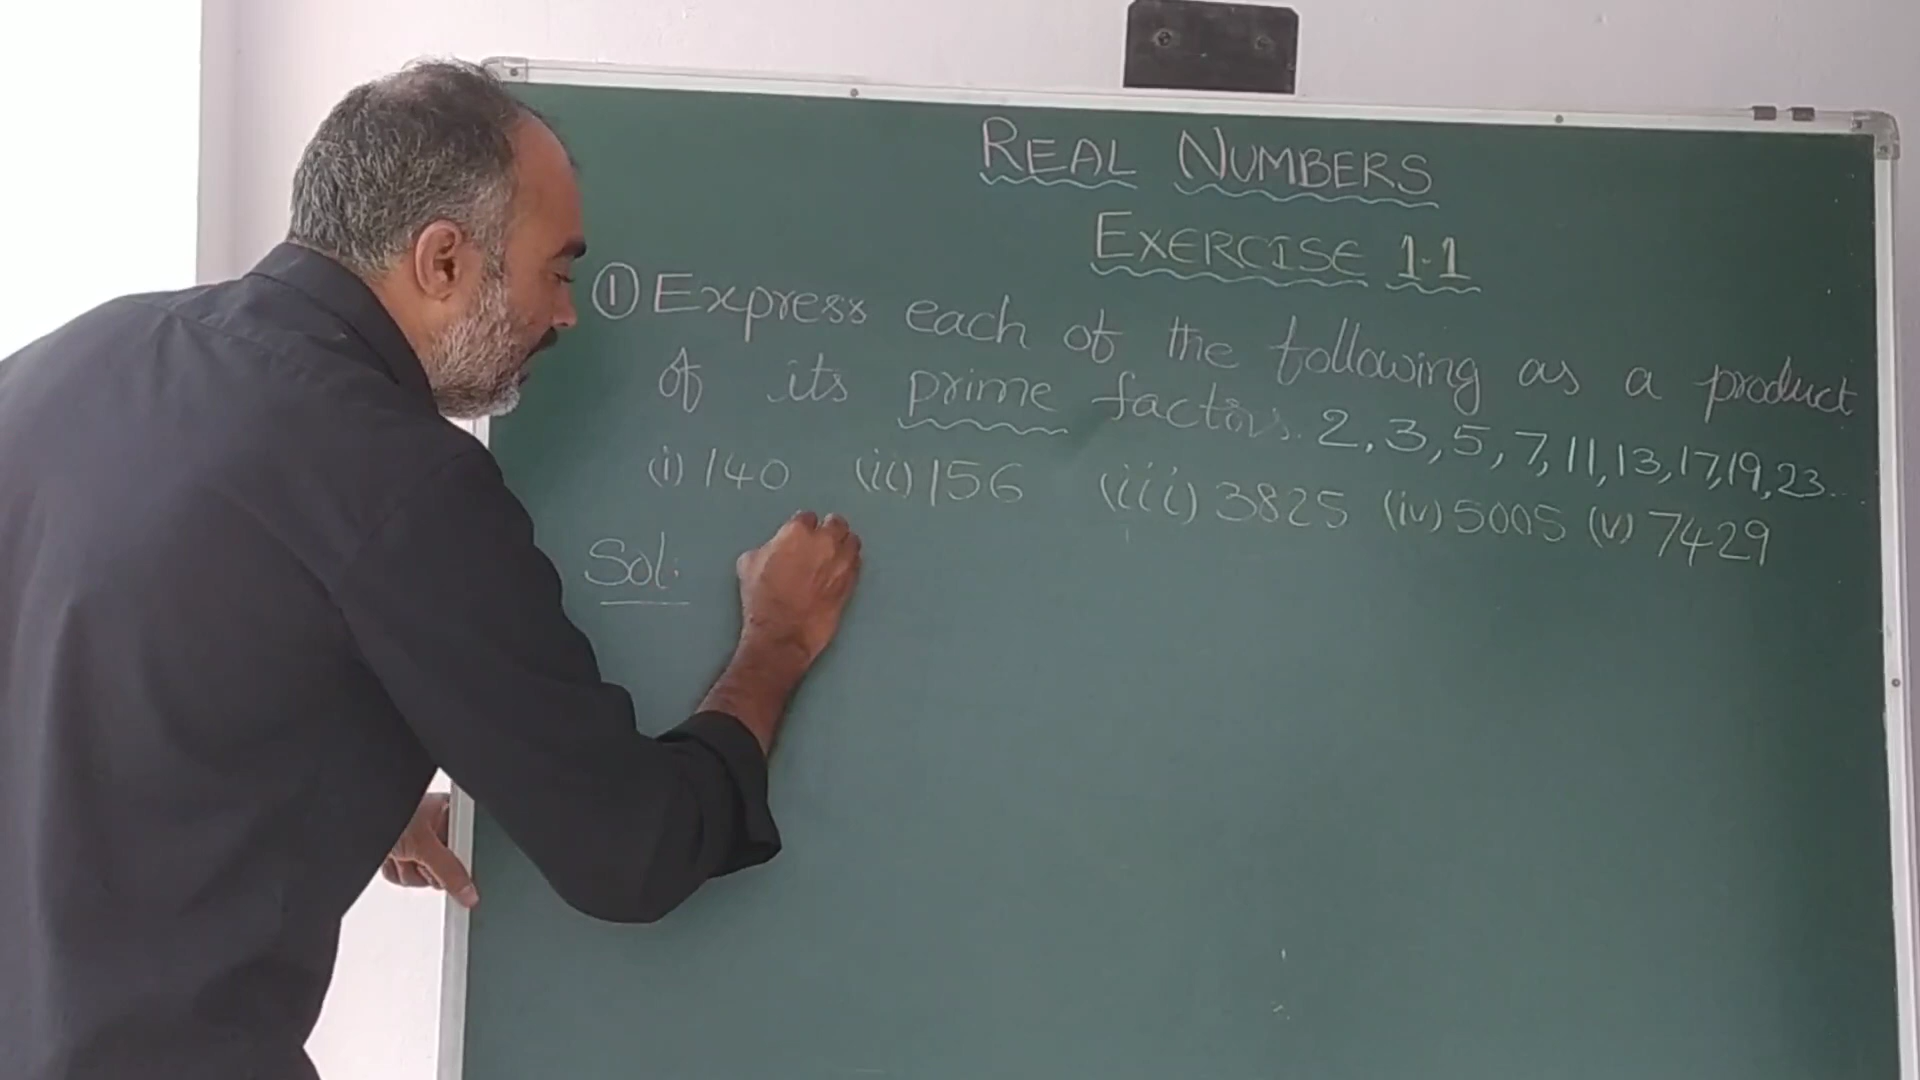 REAL NUMBERS
EXERCISE 1.1
① Express each of the following as a product
of its prime factors. 2, 3, 5, 7, 11, 13, 17, 19, 23...
(i) 140 (ii) 156 (iii) 3825 (iv) 5005 (v) 7429
Sol: